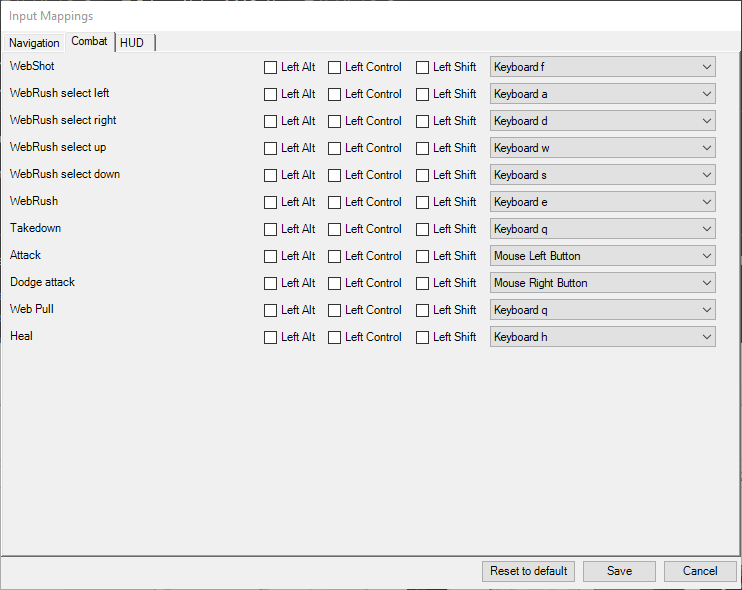 Input Mappings
Navigation Combat HUD
WebShot Left Alt Left Control Left Shift Keyboard f
WebRush select left Left Alt Left Control Left Shift Keyboard a
WebRush select right Left Alt Left Control Left Shift Keyboard d
WebRush select up Left Alt Left Control Left Shift Keyboard w
WebRush select down Left Alt Left Control Left Shift Keyboard s
WebRush Left Alt Left Control Left Shift Keyboard e
Takedown Left Alt Left Control Left Shift Keyboard q
Attack Left Alt Left Control Left Shift Mouse Left Button
Dodge attack Left Alt Left Control Left Shift Mouse Right Button
Web Pull Left Alt Left Control Left Shift Keyboard q
Heal Left Alt Left Control Left Shift Keyboard h
Reset to default Save Cancel